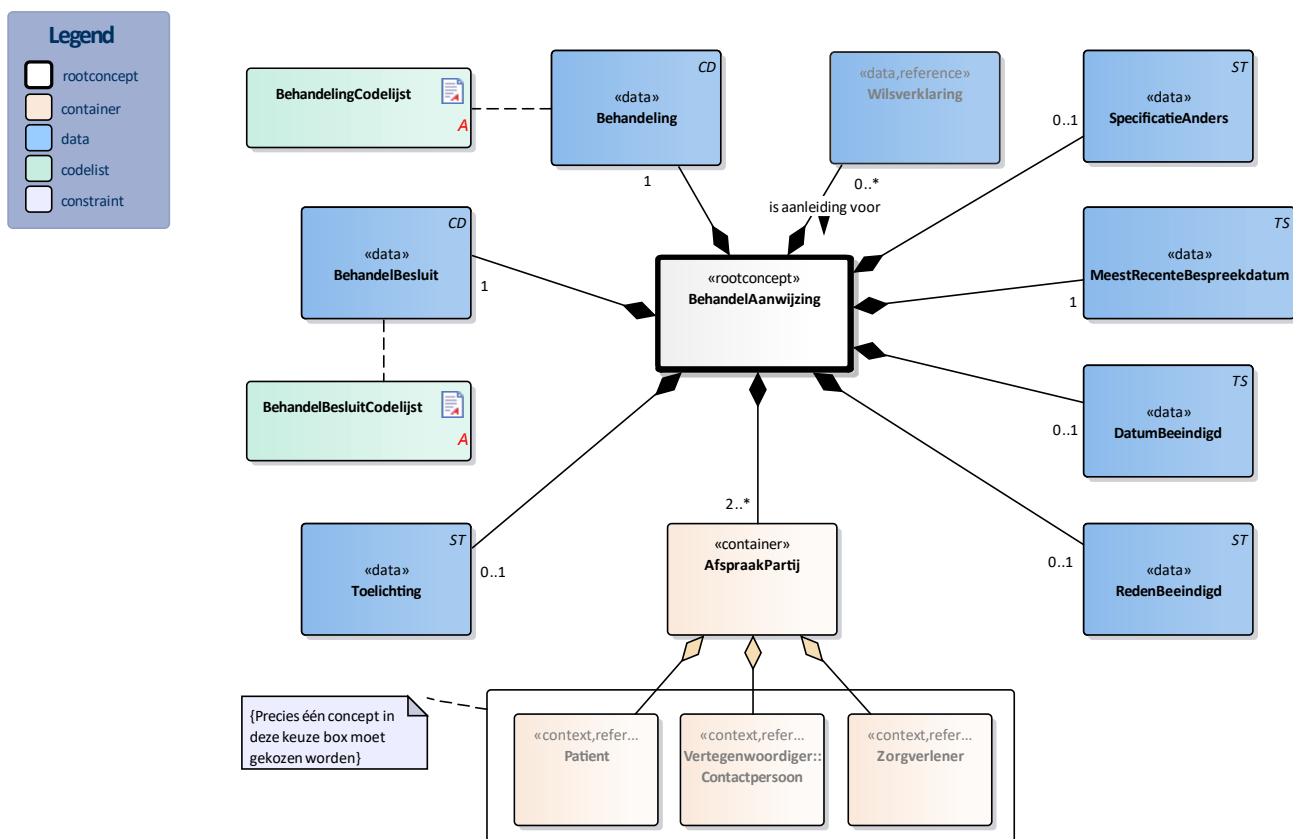 Legend
rootconcept
container
data
codelist
constraint
BehandelingCodelijst
A
CD
«data»
Behandeling
1
«data,reference»
Wilsverklaring
0..*
is aanleiding voor
ST
«data»
SpecificatieAnders
0..1
CD
«data»
BehandelBesluit
1
«rootconcept»
BehandelAanwijzing
TS
«data»
MeestRecenteBespreekdatum
1
BehandelBesluitCodelijst
A
TS
«data»
DatumBeeindigd
0..1
ST
«data»
Toelichting
0..1
2..*
«container»
AfspraakPartij
ST
«data»
RedenBeeindigd
0..1
{Precies één concept in
deze keuze box moet
gekozen worden}
«context,refer...
Patient
«context,refer...
Vertegenwoordiger::
Contactpersoon
«context,refer...
Zorgverlener